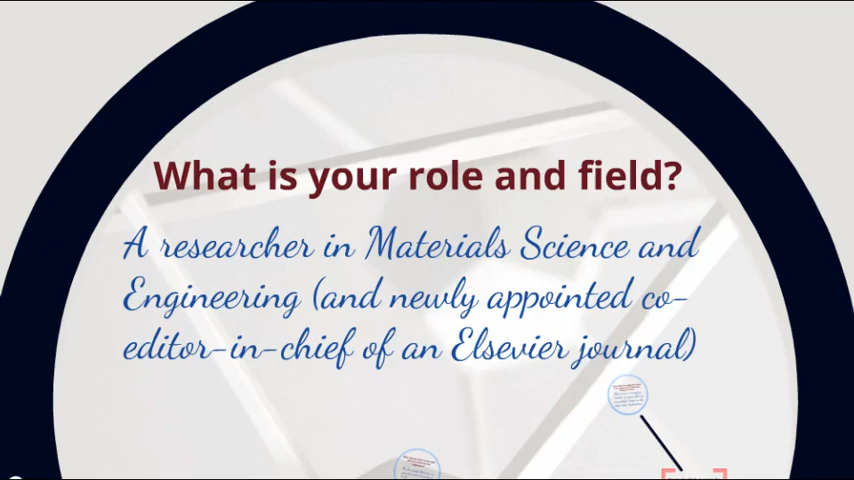 What is your role and field?
A researcher in Materials Science and
Engineering (and newly appointed co-
editor-in-chief of an Elsevier journal)